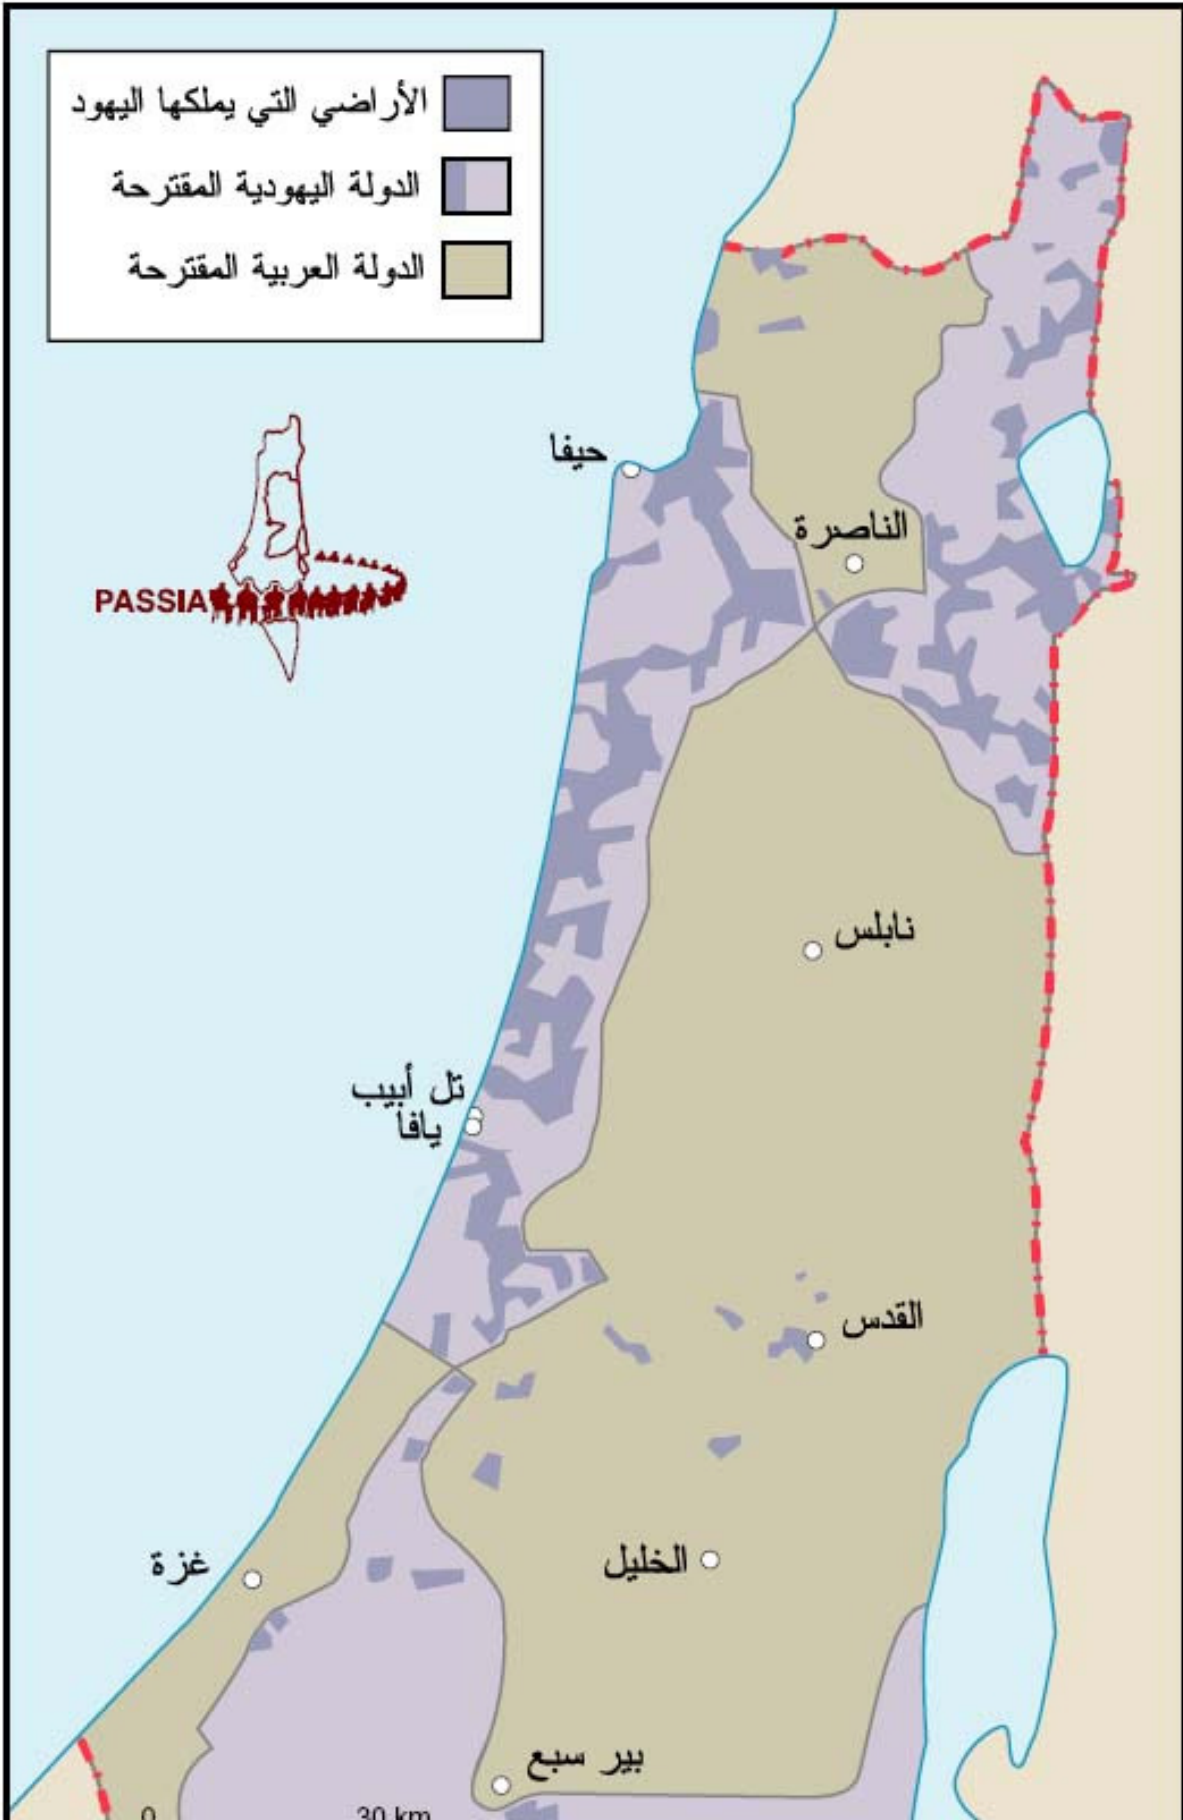 الأراضي التي يملكها اليهود
الدولة اليهودية المقترحة
الدولة العربية المقترحة
حيفا
الناصرة
PASSIA
نابلس
تل أبيب
يافا
القدس
الخليل
غزة
بير سبع
0 30 km